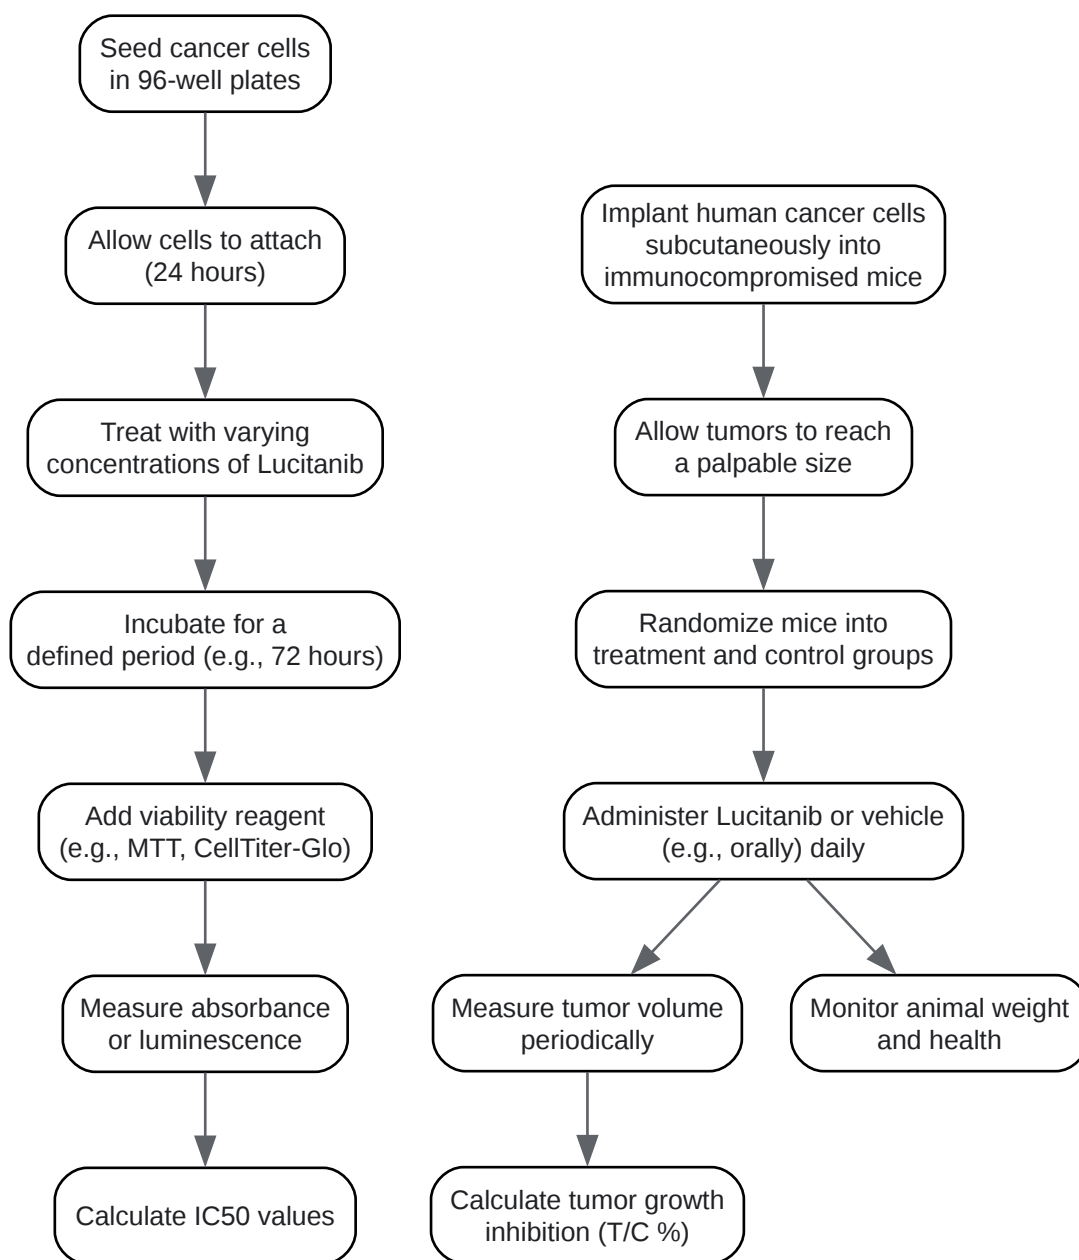 Seed cancer cells
in 96-well plates
Allow cells to attach
(24 hours)
Treat with varying
concentrations of Lucitanib
Incubate for a
defined period (e.g., 72 hours)
Add viability reagent
(e.g., MTT, CellTiter-Glo)
Measure absorbance
or luminescence
Calculate IC50 values
Implant human cancer cells
subcutaneously into
immunocompromised mice
Allow tumors to reach
a palpable size
Randomize mice into
treatment and control groups
Administer Lucitanib or vehicle
(e.g., orally) daily
Measure tumor volume
periodically
Monitor animal weight
and health
Calculate tumor growth
inhibition (T/C %)